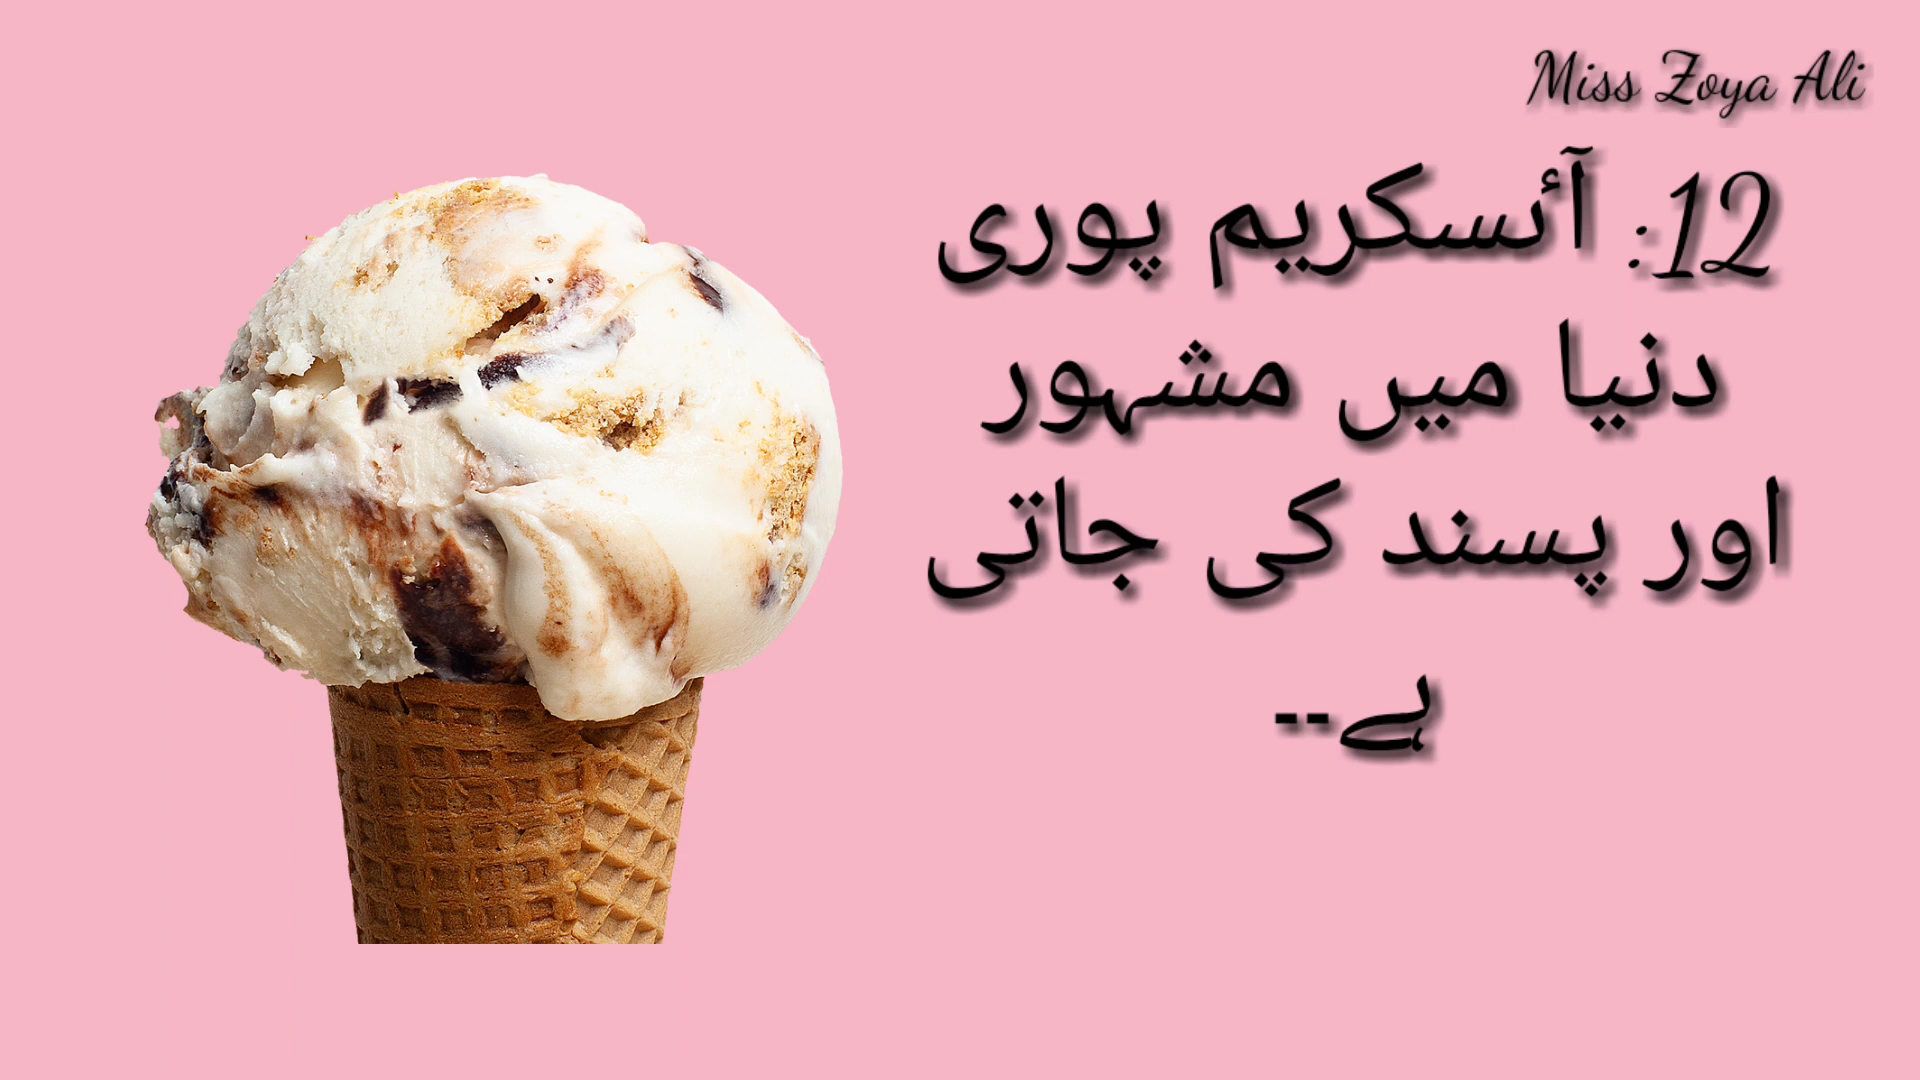 Miss Zoya Ali
12: آئسکریم پوری
دنیا میں مشہور
اور پسند کی جاتی
ہے--